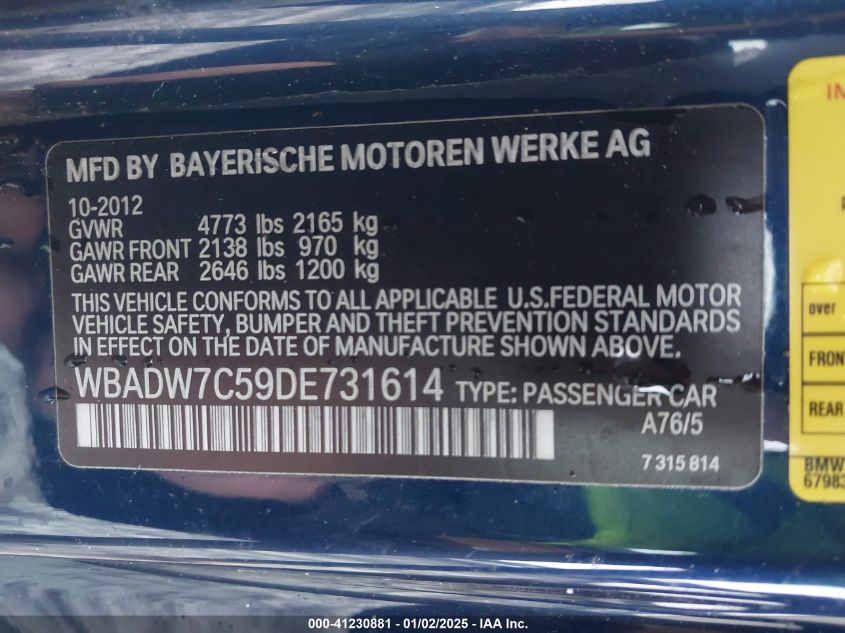 MFD BY BAYERISCHE MOTOREN WERKE AG
10-2012
GVWR 4773 lbs 2165 kg
GAWR FRONT 2138 lbs 970 kg
GAWR REAR 2646 lbs 1200 kg
THIS VEHICLE CONFORMS TO ALL APPLICABLE U.S.FEDERAL MOTOR
VEHICLE SAFETY, BUMPER AND THEFT PREVENTION STANDARDS
IN EFFECT ON THE DATE OF MANUFACTURE SHOWN ABOVE.
WBADW7C59DE731614 TYPE: PASSENGER CAR
A76/5
7 315 814
over
FRON
REAR
BMW
6798
000-41230881 - 01/02/2025 - IAA Inc.